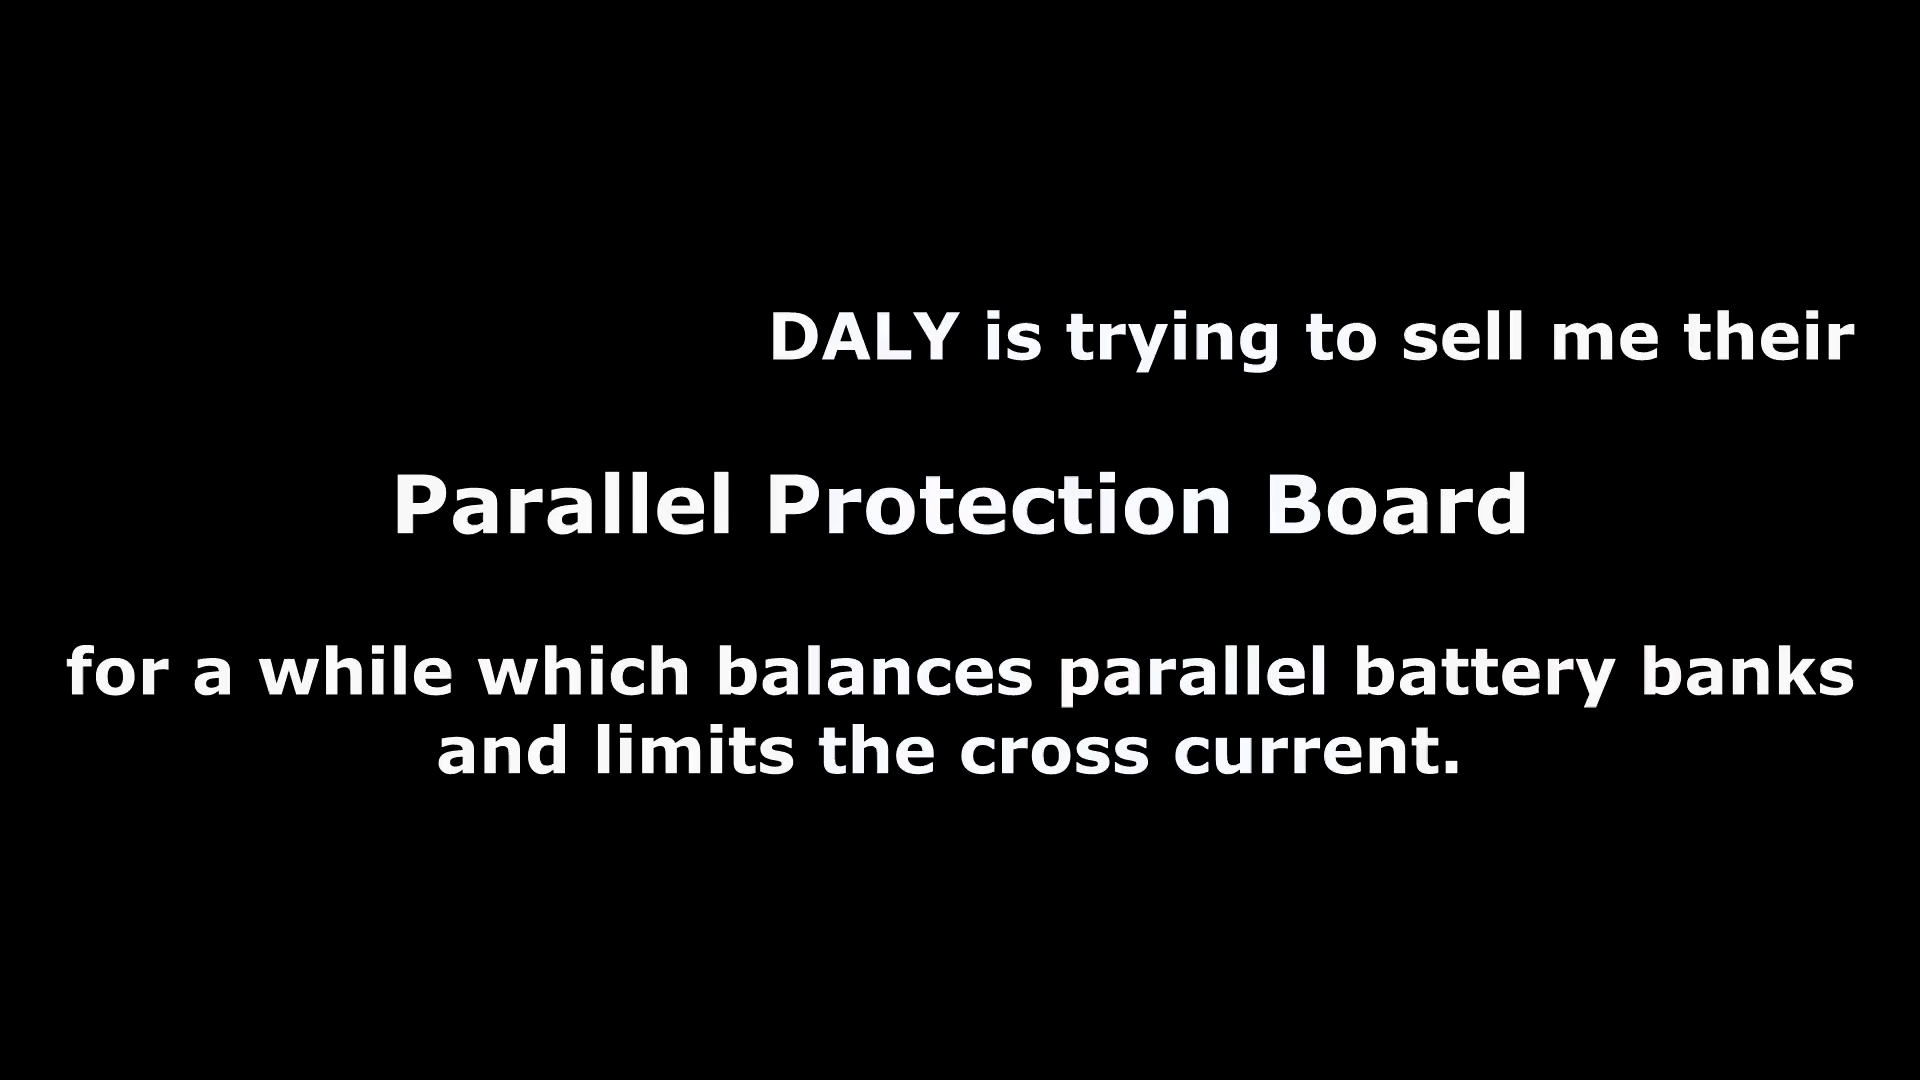 DALY is trying to sell me their
Parallel Protection Board
for a while which balances parallel battery banks
and limits the cross current.